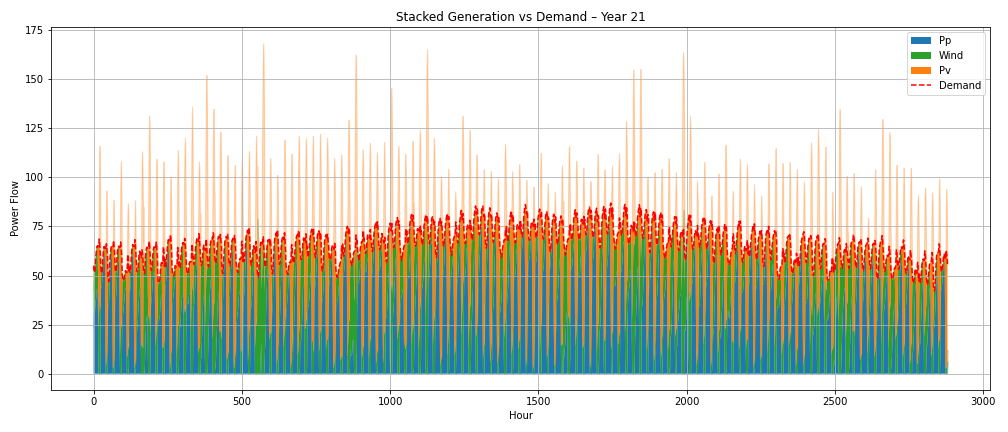 Stacked Generation vs Demand – Year 21
Power Flow
175
150
125
100
75
50
25
0
0
500
1000
1500
2000
2500
3000
Hour
Pp
Wind
Pv
Demand